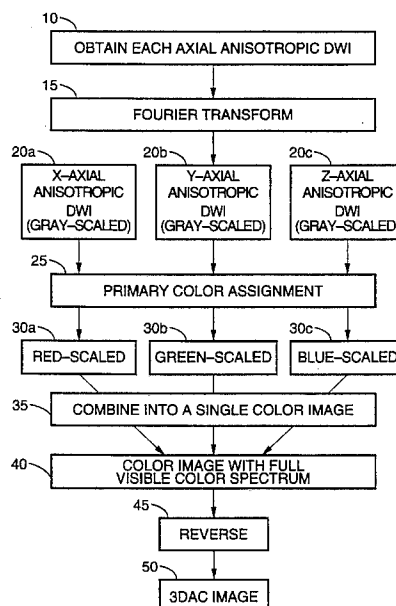 10
OBTAIN EACH AXIAL ANISOTROPIC DWI
15
FOURIER TRANSFORM
20a 20b 20c
X-AXIAL ANISOTROPIC DWI (GRAY-SCALED)
Y-AXIAL ANISOTROPIC DWI (GRAY-SCALED)
Z-AXIAL ANISOTROPIC DWI (GRAY-SCALED)
25
PRIMARY COLOR ASSIGNMENT
30a 30b 30c
RED-SCALED GREEN-SCALED BLUE-SCALED
35
COMBINE INTO A SINGLE COLOR IMAGE
40
COLOR IMAGE WITH FULL
VISIBLE COLOR SPECTRUM
45
REVERSE
50
3DAC IMAGE